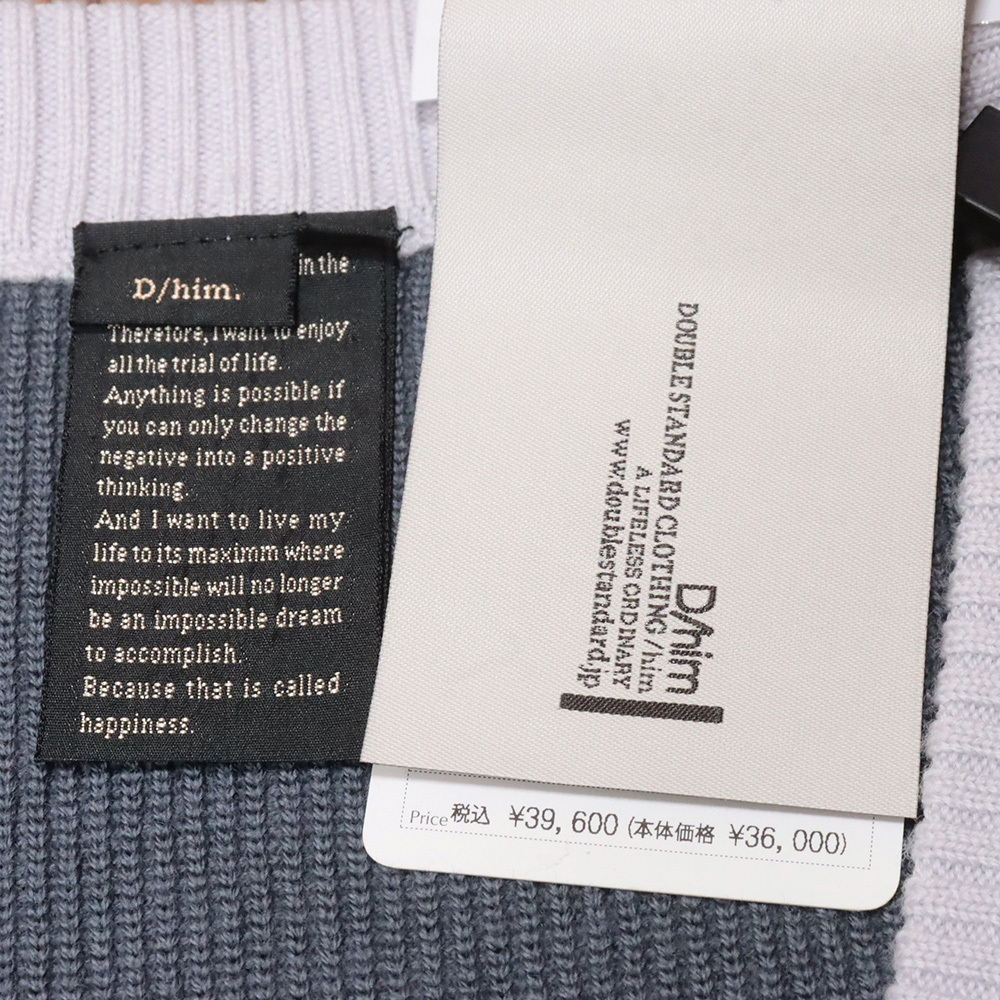 D/him.
in the
Therefore, I want to enjoy
all the trial of life.
Anything is possible if
you can only change the
negative into a positive
thinking.
And I want to live my
life to its maximm where
impossible will no longer
be an impossible dream
to accomplish.
Because that is called
happiness.
D/him
DOUBLE STANDARD CLOTHING / him
A LIFELESS ORDINARY
www.doublestandard.jp
Price 税込 ¥39,600 (本体価格 ¥36,000)